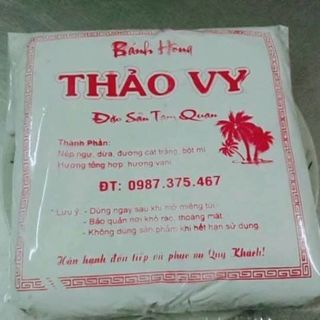 Bánh Hồng
THẢO VY
Đặc Sản Tam Quan
Thành Phần:
Nếp ngự, dừa, đường cát trắng, bột mì
Hương tổng hợp, hương vani
ĐT: 0987.375.467
* Lưu ý: - Dùng ngay sau khi mở miệng túi.
- Bảo quản nơi khô ráo, thoáng mát.
- Không dùng sản phẩm khi hết hạn sử dụng.
Hân hạnh đón tiếp và phục vụ Quý Khách!